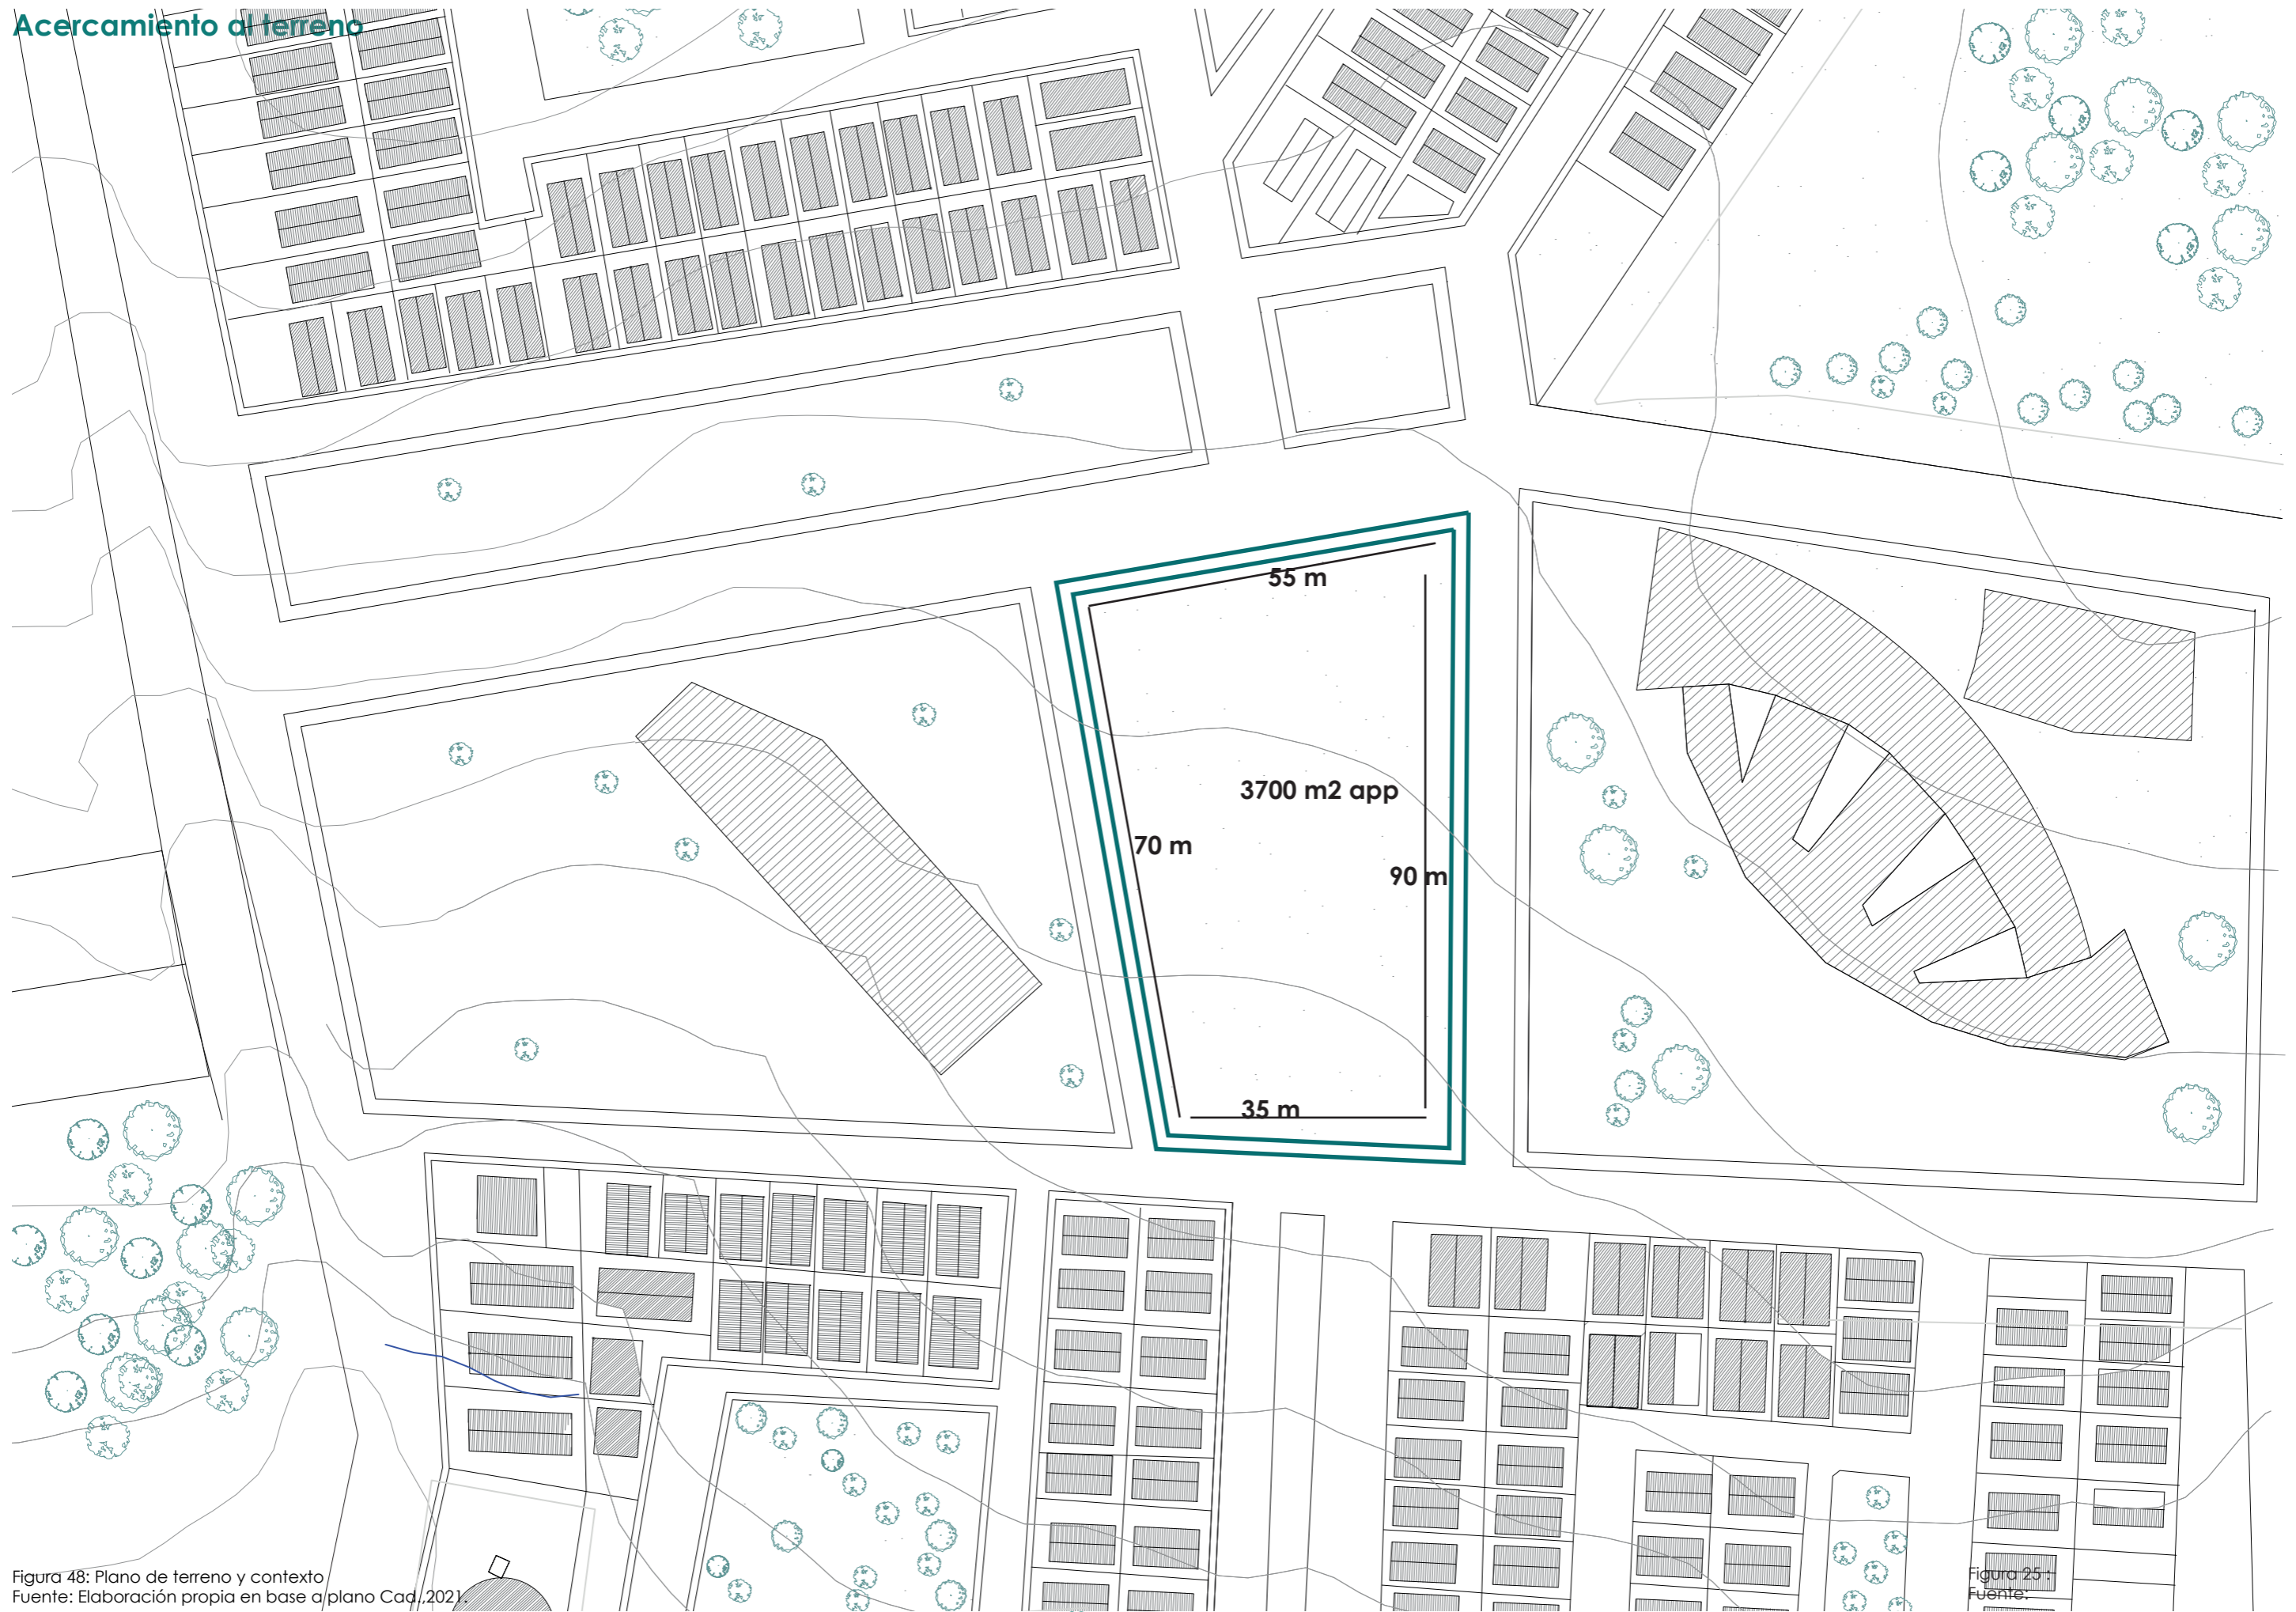 Acercamiento al terreno
55 m
3700 m2 app
70 m
90 m
35 m
Figura 48: Plano de terreno y contexto
Fuente: Elaboración propia en base a plano Cad,,2021.
Figura 25 :
Fuente: